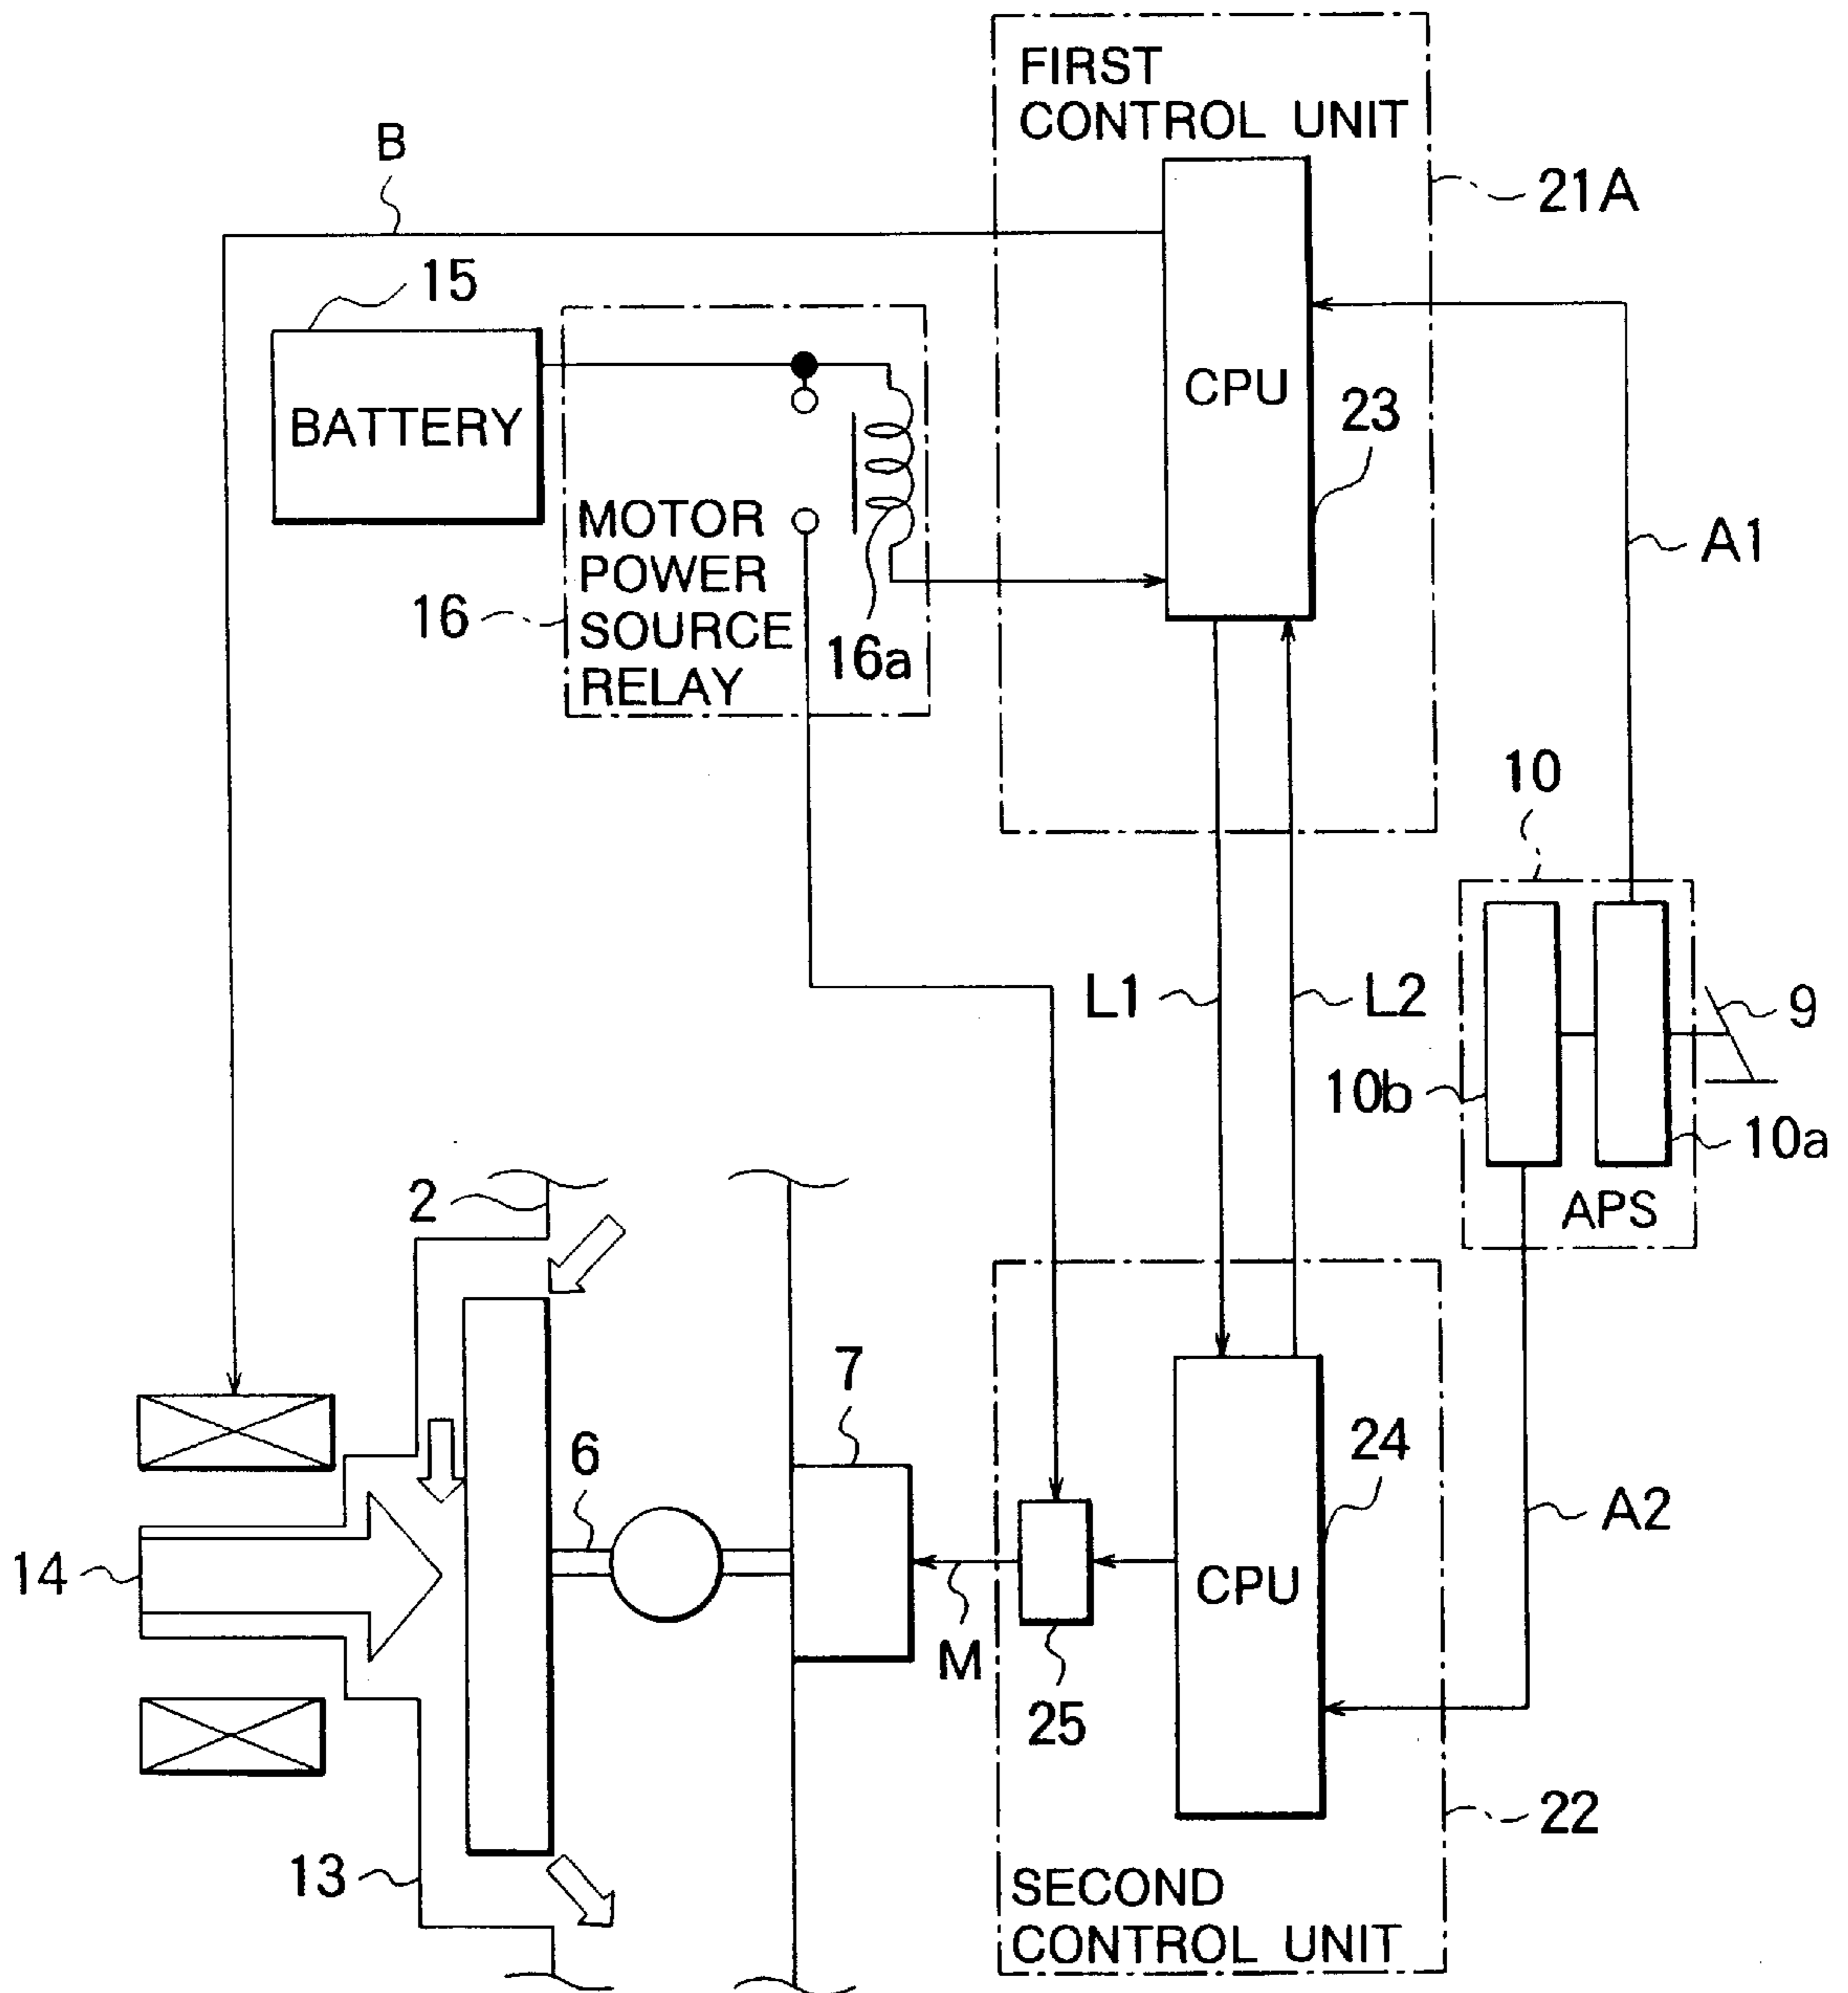 FIRST
CONTROL UNIT
B
21A
15
CPU
BATTERY
23
MOTOR
POWER
SOURCE
RELAY
16
16a
A1
10
L1
L2
9
10b
10a
APS
2
7
6
24
14
CPU
A2
M
25
22
13
SECOND
CONTROL UNIT